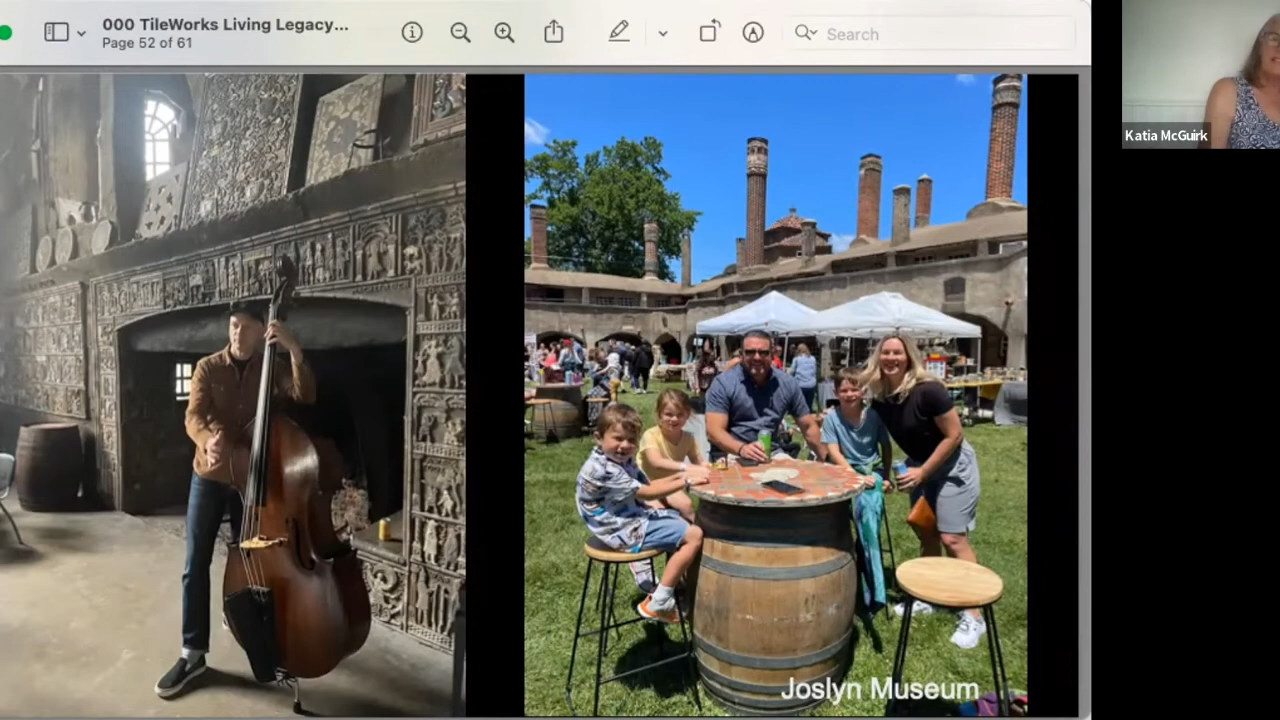 000 TileWorks Living Legacy...
Page 52 of 61
Search
Katia McGuirk
Joslyn Museum